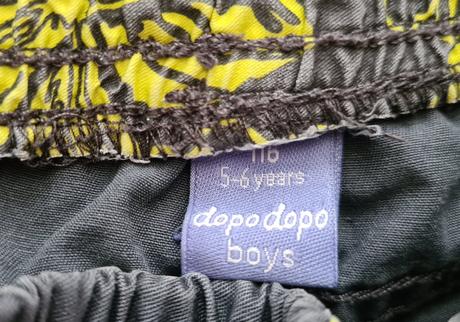 116
5-6 years
dopodopo
boys